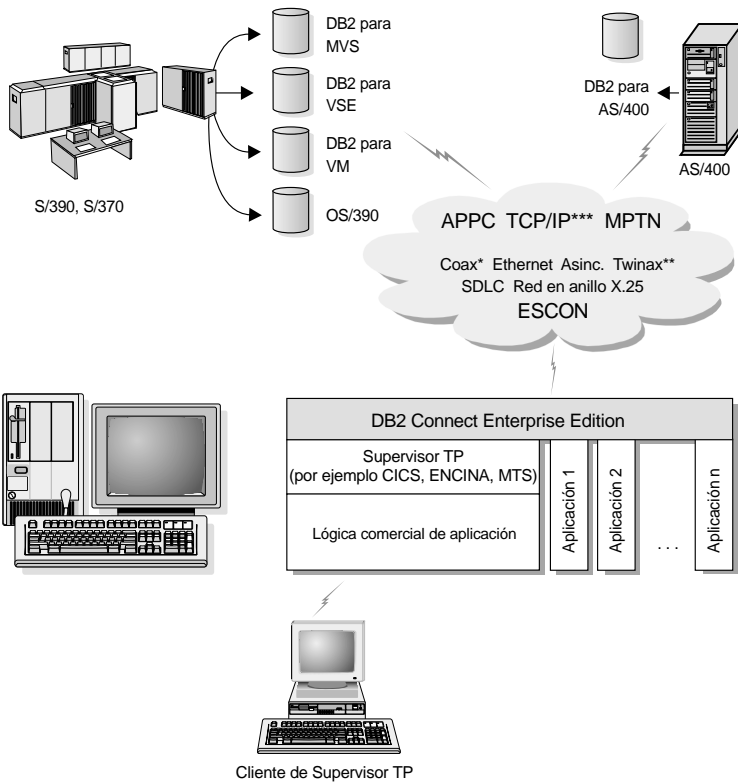 DB2 para
MVS
DB2 para
VSE
DB2 para
VM
OS/390
S/390, S/370
DB2 para
AS/400
AS/400
APPC TCP/IP*** MPTN
Coax* Ethernet Asinc. Twinax**
SDLC Red en anillo X.25
ESCON
DB2 Connect Enterprise Edition
Supervisor TP
(por ejemplo CICS, ENCINA, MTS)
Lógica comercial de aplicación
Aplicación 1
Aplicación 2
. . .
Aplicación n
Cliente de Supervisor TP